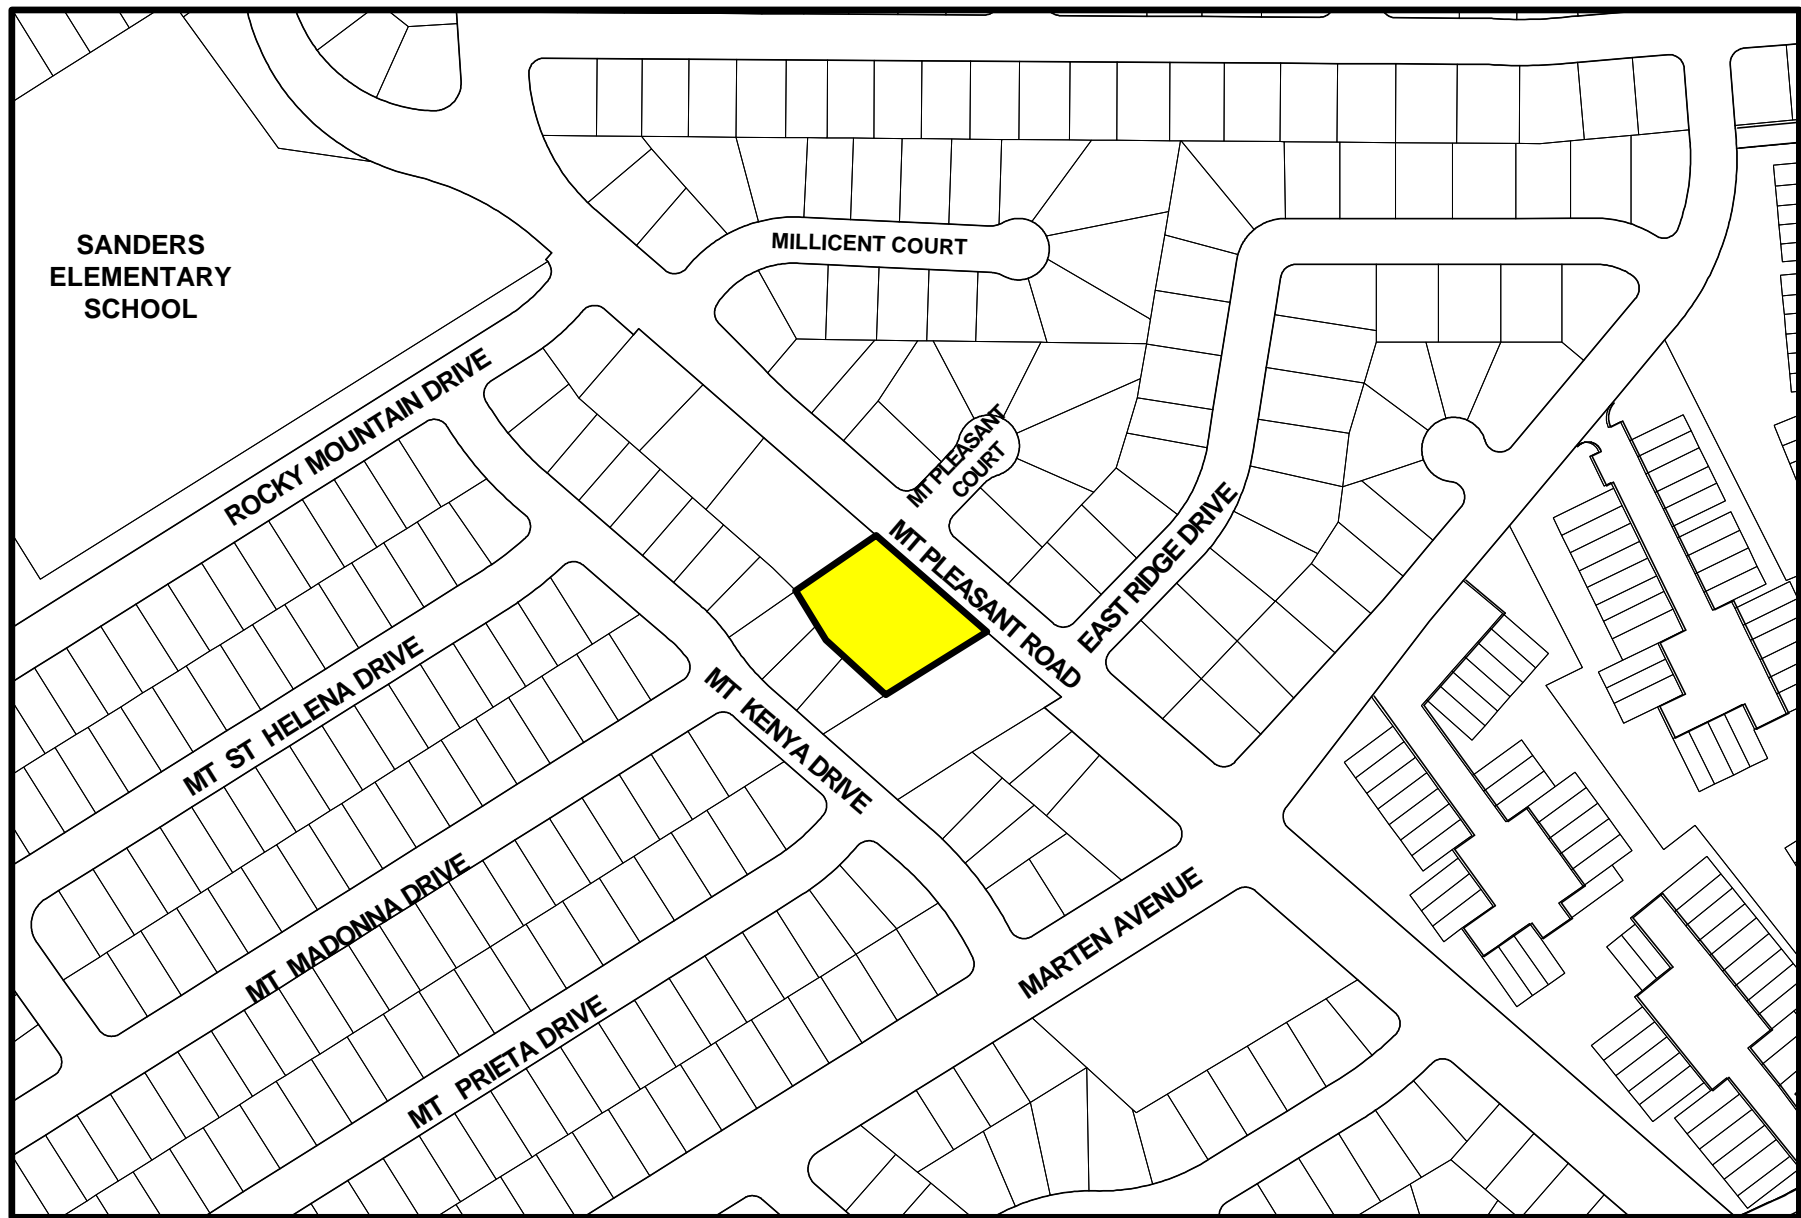 SANDERS
ELEMENTARY
SCHOOL
MILLICENT COURT
ROCKY MOUNTAIN DRIVE
MT PLEASANT
COURT
MT PLEASANT ROAD
EAST RIDGE DRIVE
MT ST HELENA DRIVE
MT KENYA DRIVE
MT MADONNA DRIVE
MARTEN AVENUE
MT PRIETA DRIVE